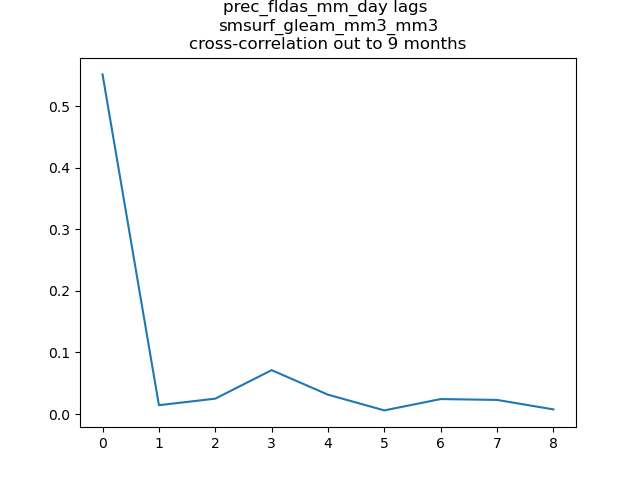 prec_fldas_mm_day lags
smsurf_gleam_mm3_mm3
cross-correlation out to 9 months
0.5
0.4
0.3
0.2
0.1
0.0
0 1 2 3 4 5 6 7 8